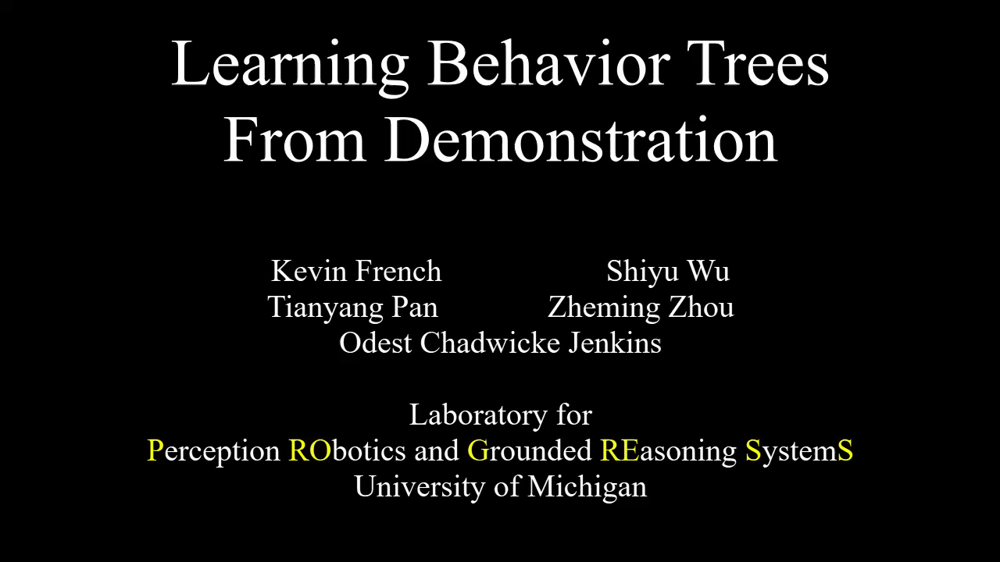 Learning Behavior Trees
From Demonstration
Kevin French Shiyu Wu
Tianyang Pan Zheming Zhou
Odest Chadwicke Jenkins
Laboratory for
Perception RObotics and Grounded REasoning SystemS
University of Michigan